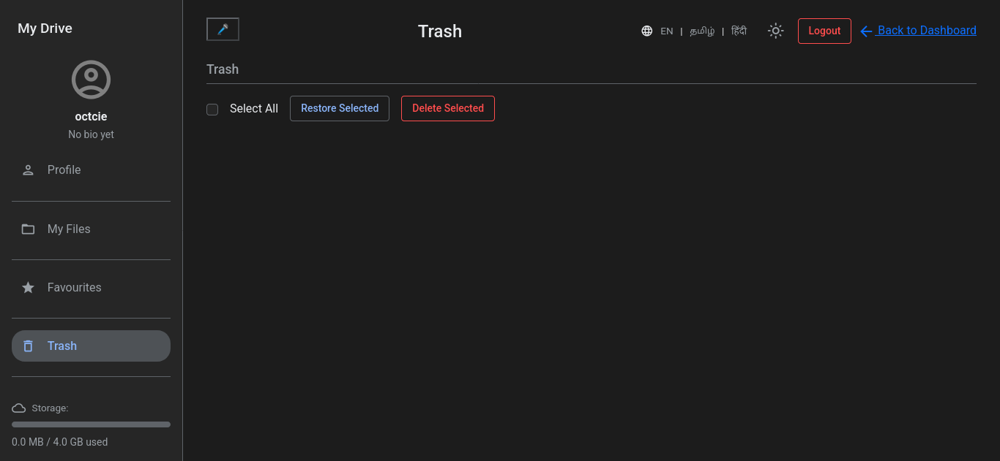 My Drive
octcie
No bio yet
Profile
My Files
Favourites
Trash
Storage:
0.0 MB / 4.0 GB used
Trash
EN | தமிழ் | हिंदी
Logout
Back to Dashboard
Trash
Select All
Restore Selected
Delete Selected